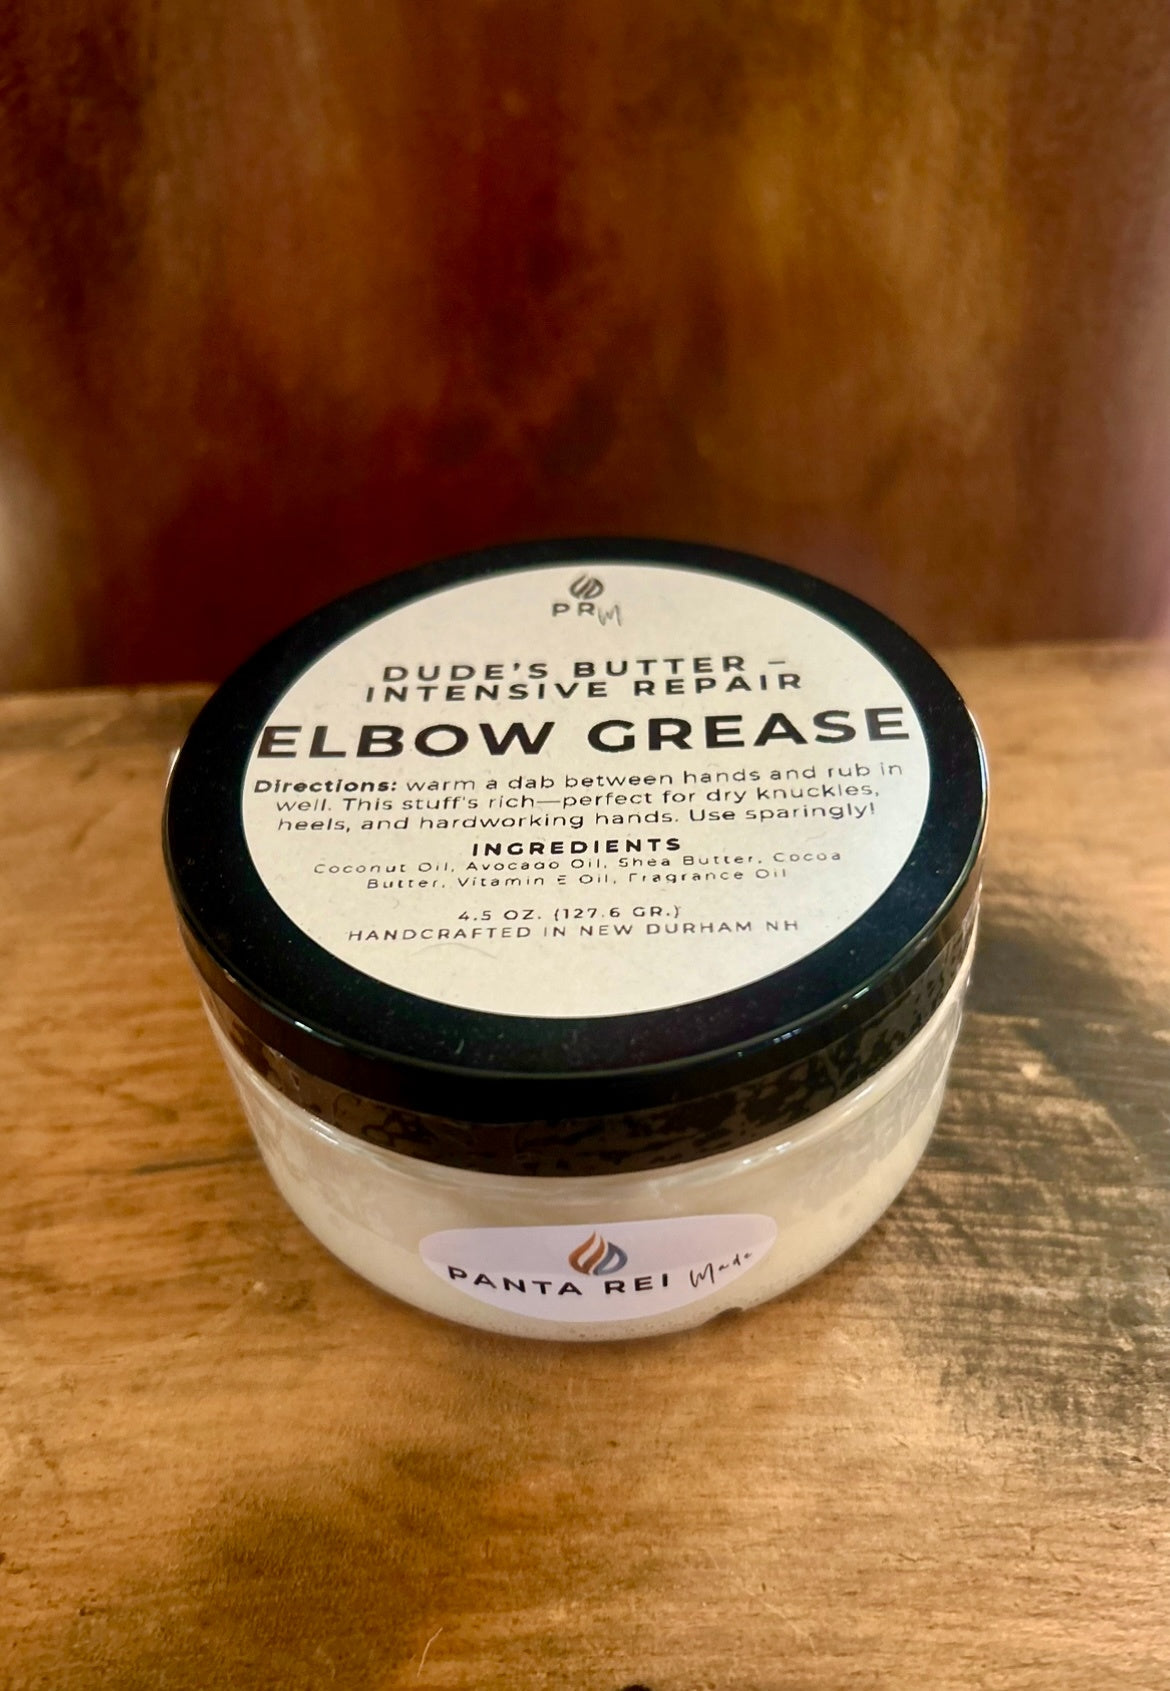 PRM
DUDE'S BUTTER –
INTENSIVE REPAIR
ELBOW GREASE
Directions: warm a dab between hands and rub in
well. This stuff's rich—perfect for dry knuckles,
heels, and hardworking hands. Use sparingly!
INGREDIENTS
Coconut Oil, Avocado Oil, Shea Butter, Cocoa
Butter, Vitamin E Oil, Fragrance Oil
4.5 OZ. (127.6 GR.)
HANDCRAFTED IN NEW DURHAM NH
PANTA REI Made